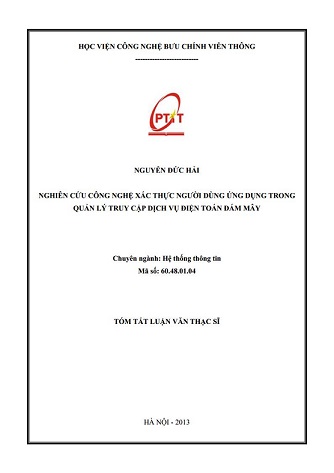 HỌC VIỆN CÔNG NGHỆ BƯU CHÍNH VIỄN THÔNG
--------------------------
PTIT
NGUYỄN ĐỨC HẢI
NGHIÊN CỨU CÔNG NGHỆ XÁC THỰC NGƯỜI DÙNG ỨNG DỤNG TRONG
QUẢN LÝ TRUY CẬP DỊCH VỤ ĐIỆN TOÁN ĐÁM MÂY
Chuyên ngành: Hệ thống thông tin
Mã số: 60.48.01.04
TÓM TẮT LUẬN VĂN THẠC SĨ
HÀ NỘI - 2013